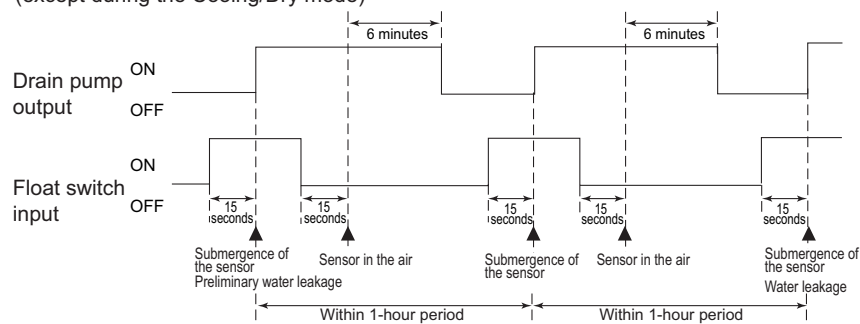 (except during the Cooling/Dry mode)
6 minutes
6 minutes
Drain pump
output
ON
OFF
Float switch
input
ON
OFF
15
seconds
15
seconds
15
seconds
15
seconds
15
seconds
Submergence of
the sensor
Preliminary water leakage
Sensor in the air
Submergence of
the sensor
Sensor in the air
Submergence of
the sensor
Water leakage
Within 1-hour period
Within 1-hour period